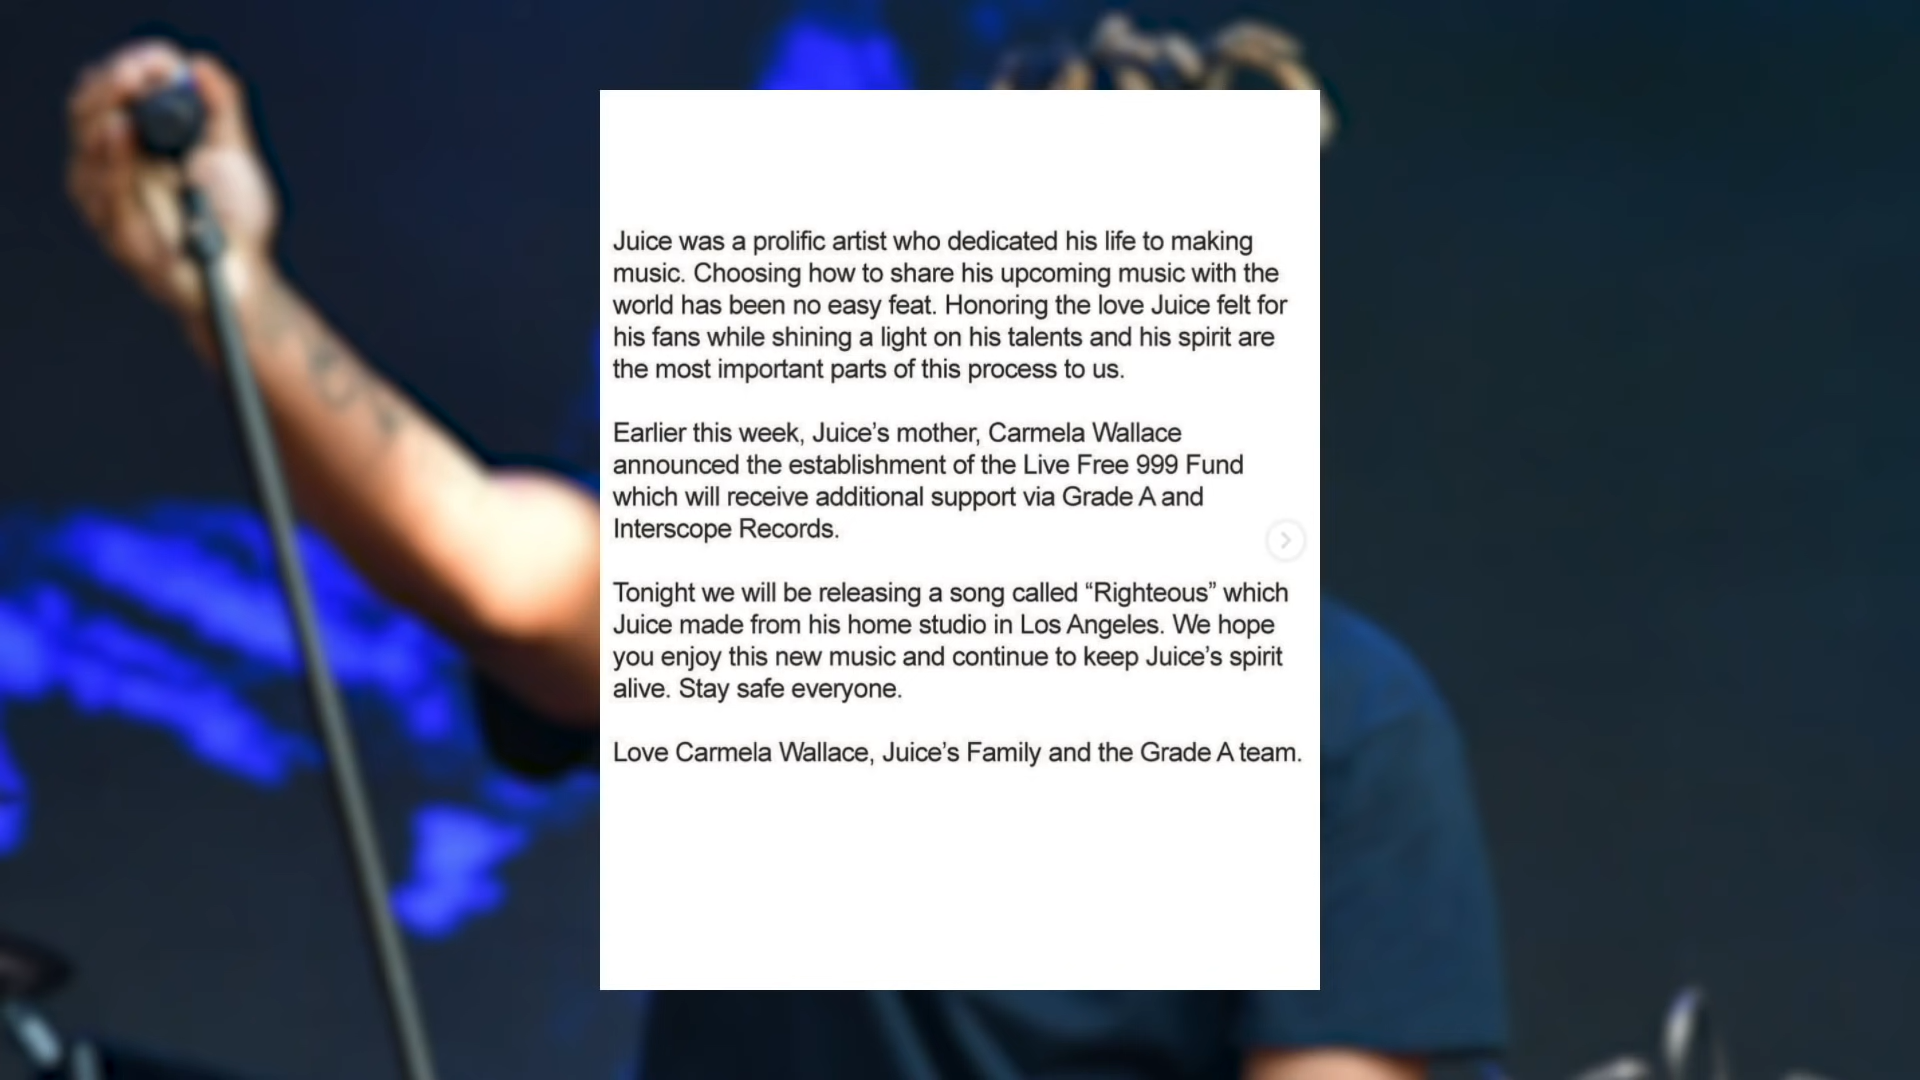 Juice was a prolific artist who dedicated his life to making
music. Choosing how to share his upcoming music with the
world has been no easy feat. Honoring the love Juice felt for
his fans while shining a light on his talents and his spirit are
the most important parts of this process to us.
Earlier this week, Juice’s mother, Carmela Wallace
announced the establishment of the Live Free 999 Fund
which will receive additional support via Grade A and
Interscope Records.
Tonight we will be releasing a song called “Righteous” which
Juice made from his home studio in Los Angeles. We hope
you enjoy this new music and continue to keep Juice’s spirit
alive. Stay safe everyone.
Love Carmela Wallace, Juice’s Family and the Grade A team.